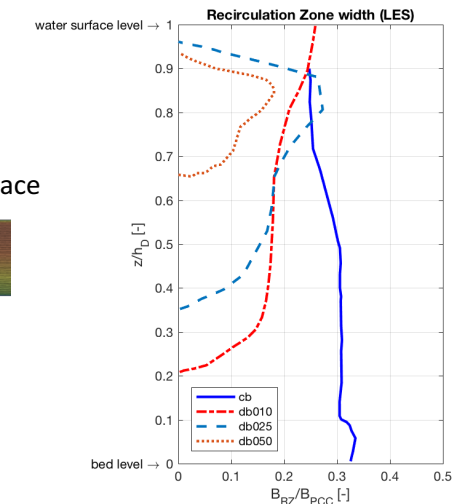 Recirculation Zone width (LES)
water surface level → 1
0.9
0.8
0.7
ace
0.6
0.5
z/h_D [-]
0.4
0.3
0.2
cb
db010
0.1
db025
db050
bed level → 0
0 0.1 0.2 0.3 0.4 0.5
B_RZ/B_PCC [-]